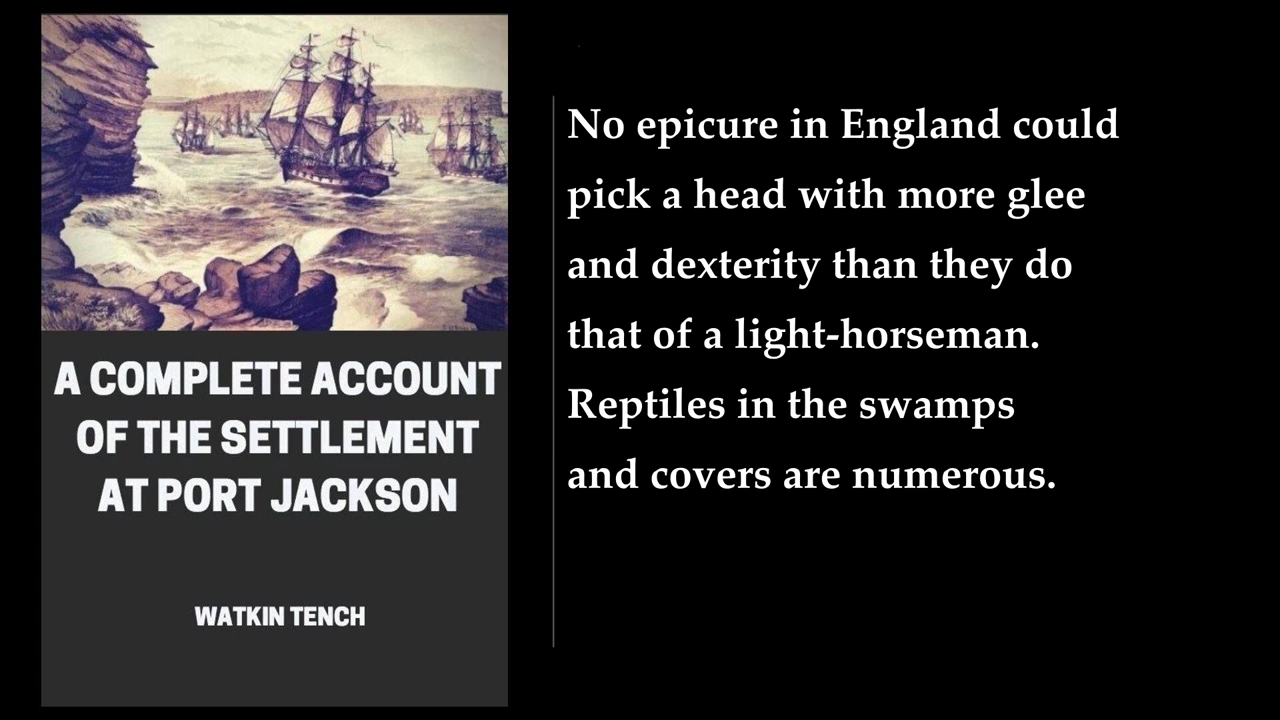 A COMPLETE ACCOUNT
OF THE SETTLEMENT
AT PORT JACKSON
WATKIN TENCH
No epicure in England could
pick a head with more glee
and dexterity than they do
that of a light-horseman.
Reptiles in the swamps
and covers are numerous.